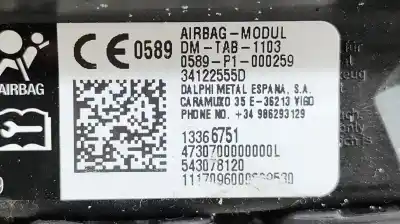 CE 0589
AIRBAG-MODUL
DM-TAB-1103
0589-P1-000259
34122555D
DALPHI METAL ESPANA, S.A.
CARAMUXO 35 E-36213 VIGO
PHONE NO. +34 986293129
AIRBAG
13366751
4730700000000L
543078120
9